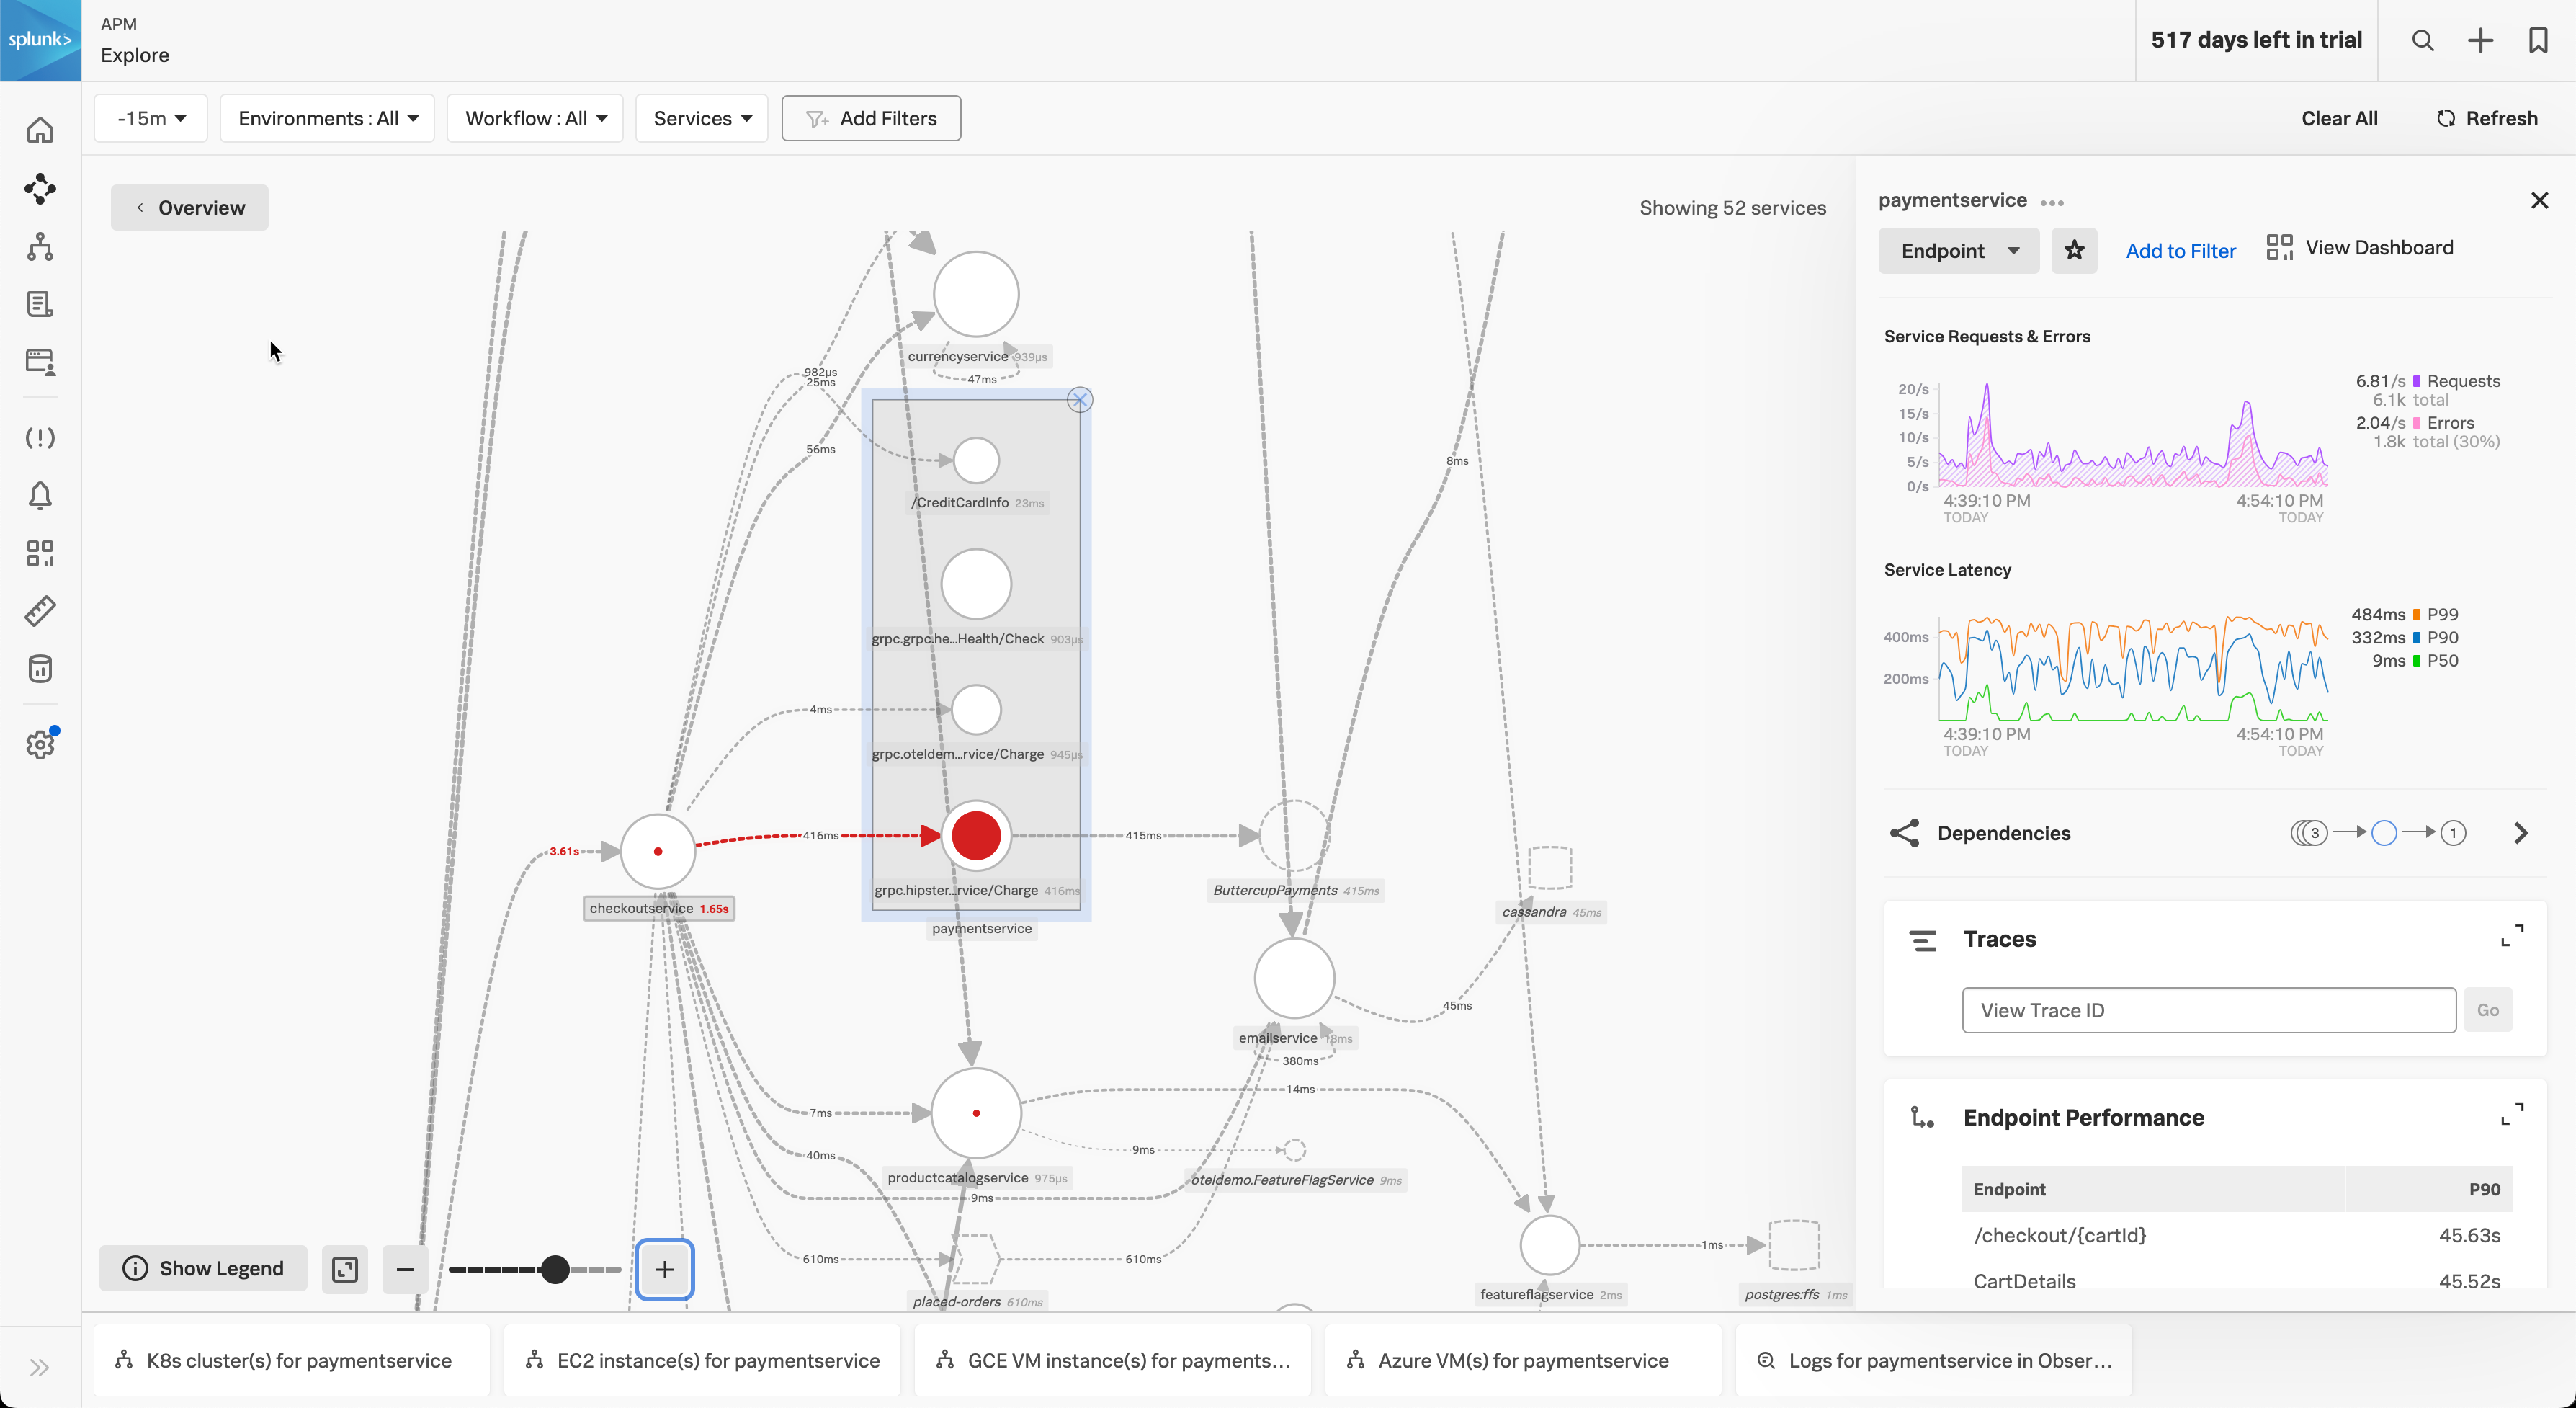 splunk>
APM
Explore
517 days left in trial
-15m
Environments : All
Workflow : All
Services
Add Filters
Clear All
Refresh
Overview
Showing 52 services
currencyservice 939µs
47ms
982µs
25ms
56ms
8ms
/CreditCardInfo 23ms
grpc.grpc.he...Health/Check 903µs
4ms
grpc.oteldem...rvice/Charge 945µs
3.61s
416ms
415ms
grpc.hipster...rvice/Charge 416ms
ButtercupPayments 415ms
checkoutservice 1.65s
cassandra 45ms
paymentservice
45ms
emailservice 18ms
380ms
14ms
7ms
9ms
40ms
productcatalogservice 975µs
oteldemo.FeatureFlagService 9ms
9ms
610ms
610ms
1ms
placed-orders 610ms
featureflagservice 2ms
postgres:ffs 1ms
Show Legend
paymentservice
Endpoint
Add to Filter
View Dashboard
Service Requests & Errors
20/s
15/s
10/s
5/s
0/s
4:39:10 PM
TODAY
4:54:10 PM
TODAY
6.81/s Requests
6.1k total
2.04/s Errors
1.8k total (30%)
Service Latency
400ms
200ms
4:39:10 PM
TODAY
4:54:10 PM
TODAY
484ms P99
332ms P90
9ms P50
Dependencies
3
1
Traces
View Trace ID
Go
Endpoint Performance
Endpoint P90
/checkout/{cartId} 45.63s
CartDetails 45.52s
K8s cluster(s) for paymentservice
EC2 instance(s) for paymentservice
GCE VM instance(s) for payments...
Azure VM(s) for paymentservice
Logs for paymentservice in Obser...